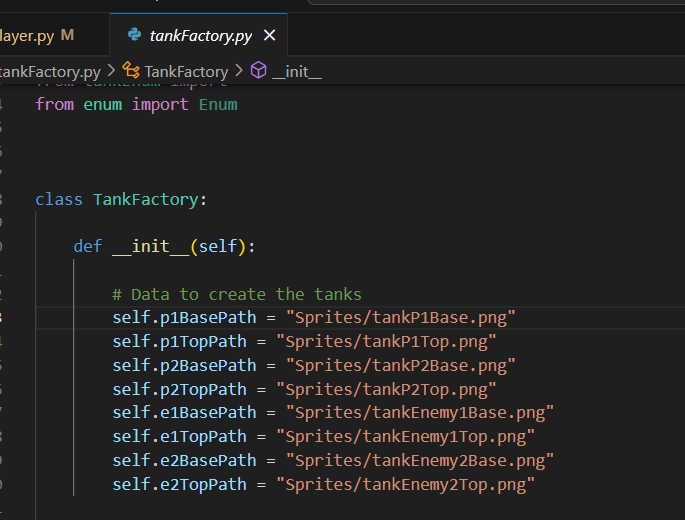 layer.py M tankFactory.py ×
tankFactory.py > TankFactory > __init__
from enum import Enum
class TankFactory:
def __init__(self):
# Data to create the tanks
self.p1BasePath = "Sprites/tankP1Base.png"
self.p1TopPath = "Sprites/tankP1Top.png"
self.p2BasePath = "Sprites/tankP2Base.png"
self.p2TopPath = "Sprites/tankP2Top.png"
self.e1BasePath = "Sprites/tankEnemy1Base.png"
self.e1TopPath = "Sprites/tankEnemy1Top.png"
self.e2BasePath = "Sprites/tankEnemy2Base.png"
self.e2TopPath = "Sprites/tankEnemy2Top.png"